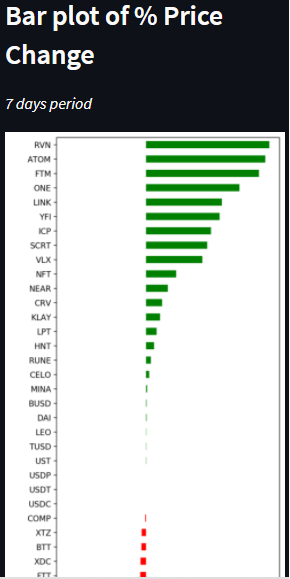 Bar plot of % Price
Change
7 days period
RVN
ATOM
FTM
ONE
LINK
YFI
ICP
SCRT
VLX
NFT
NEAR
CRV
KLAY
LPT
HNT
RUNE
CELO
MINA
BUSD
DAI
LEO
TUSD
UST
USDP
USDT
USDC
COMP
XTZ
BTT
XDC
FTT